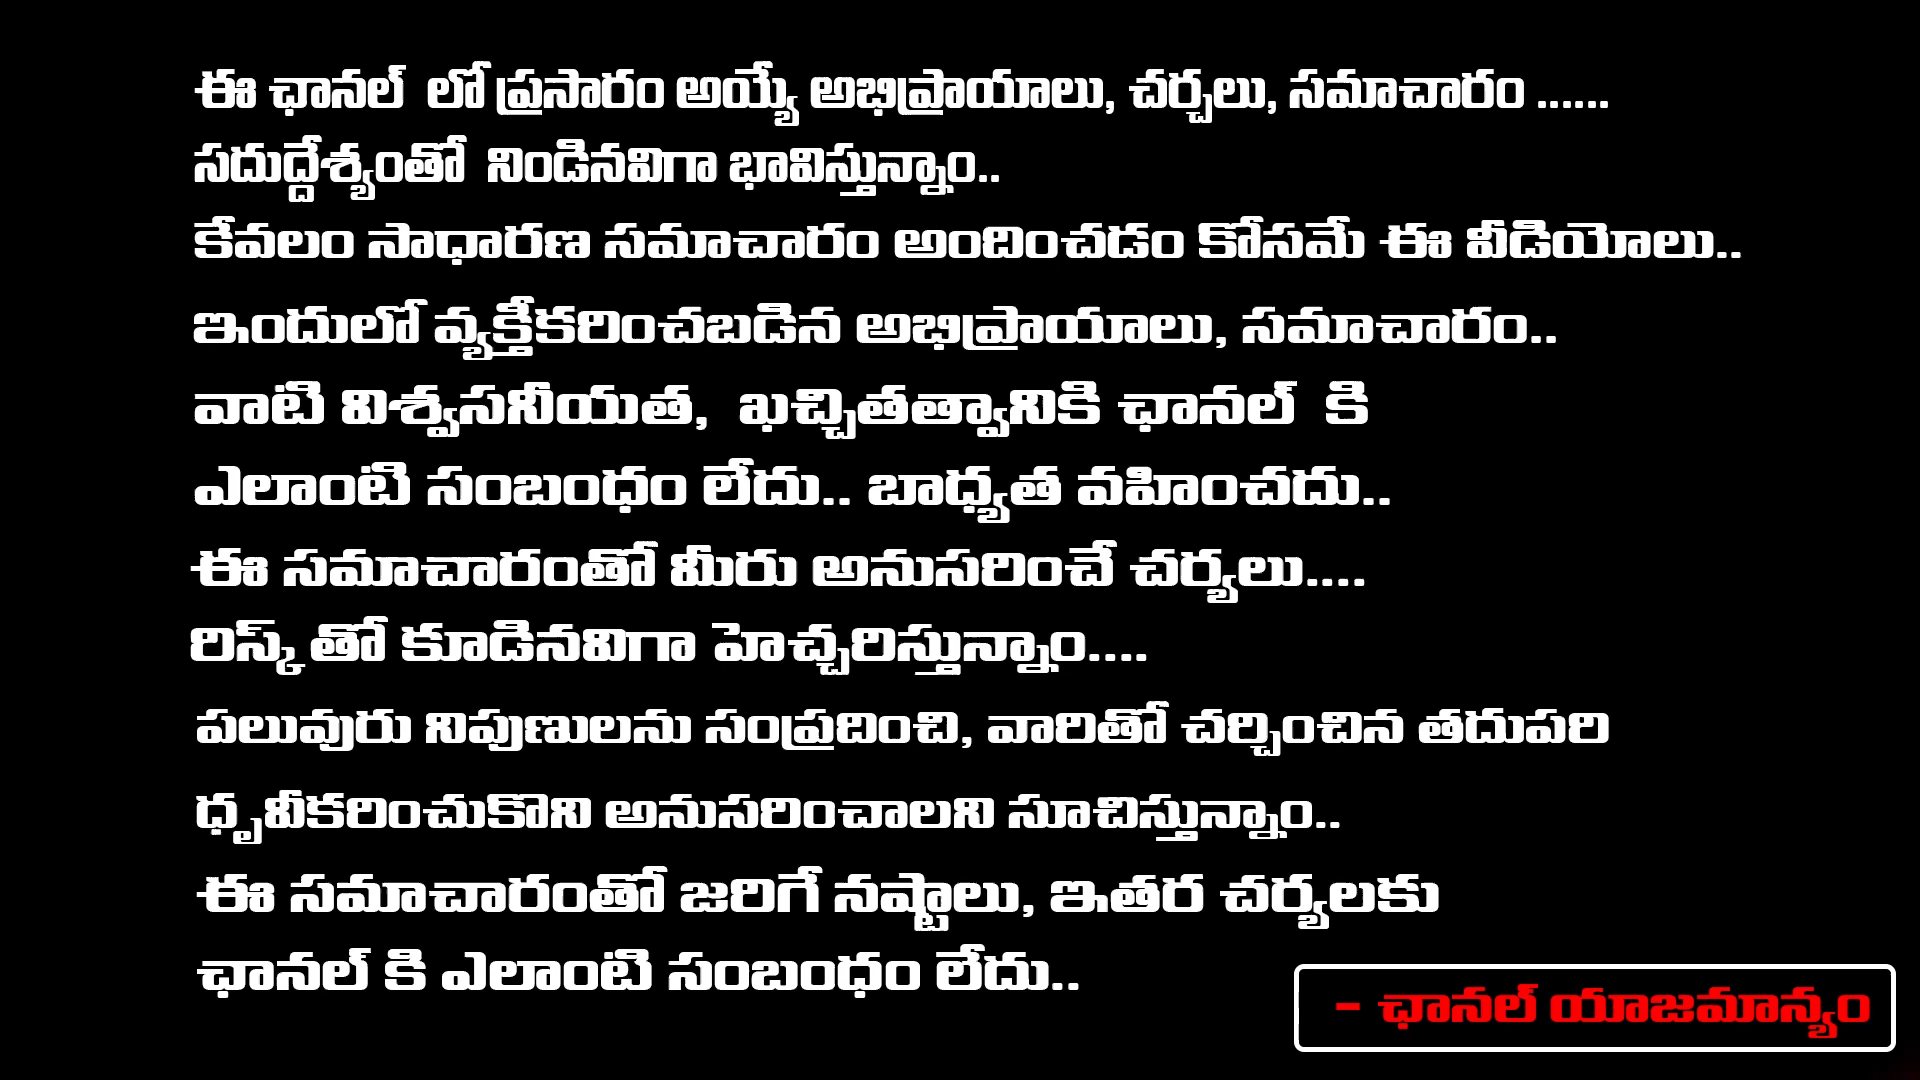 ఈ ఛానల్ లో ప్రసారం అయ్యే అభిప్రాయాలు, చర్చలు, సమాచారం ......
సదుద్దేశ్యంతో నిండినవిగా భావిస్తున్నాం..
కేవలం సాధారణ సమాచారం అందించడం కోసమే ఈ వీడియోలు..
ఇందులో వ్యక్తీకరించబడిన అభిప్రాయాలు, సమాచారం..
వాటి విశ్వసనీయత, ఖచ్చితత్వానికి ఛానల్ కి
ఎలాంటి సంబంధం లేదు.. బాధ్యత వహించదు..
ఈ సమాచారంతో మీరు అనుసరించే చర్యలు....
రిస్క్ తో కూడినవిగా హెచ్చరిస్తున్నాం....
పలువురు నిపుణులను సంప్రదించి, వారితో చర్చించిన తదుపరి
ధృవీకరించుకొని అనుసరించాలని సూచిస్తున్నాం..
ఈ సమాచారంతో జరిగే నష్టాలు, ఇతర చర్యలకు
ఛానల్ కి ఎలాంటి సంబంధం లేదు..
- ఛానల్ యాజమాన్యం